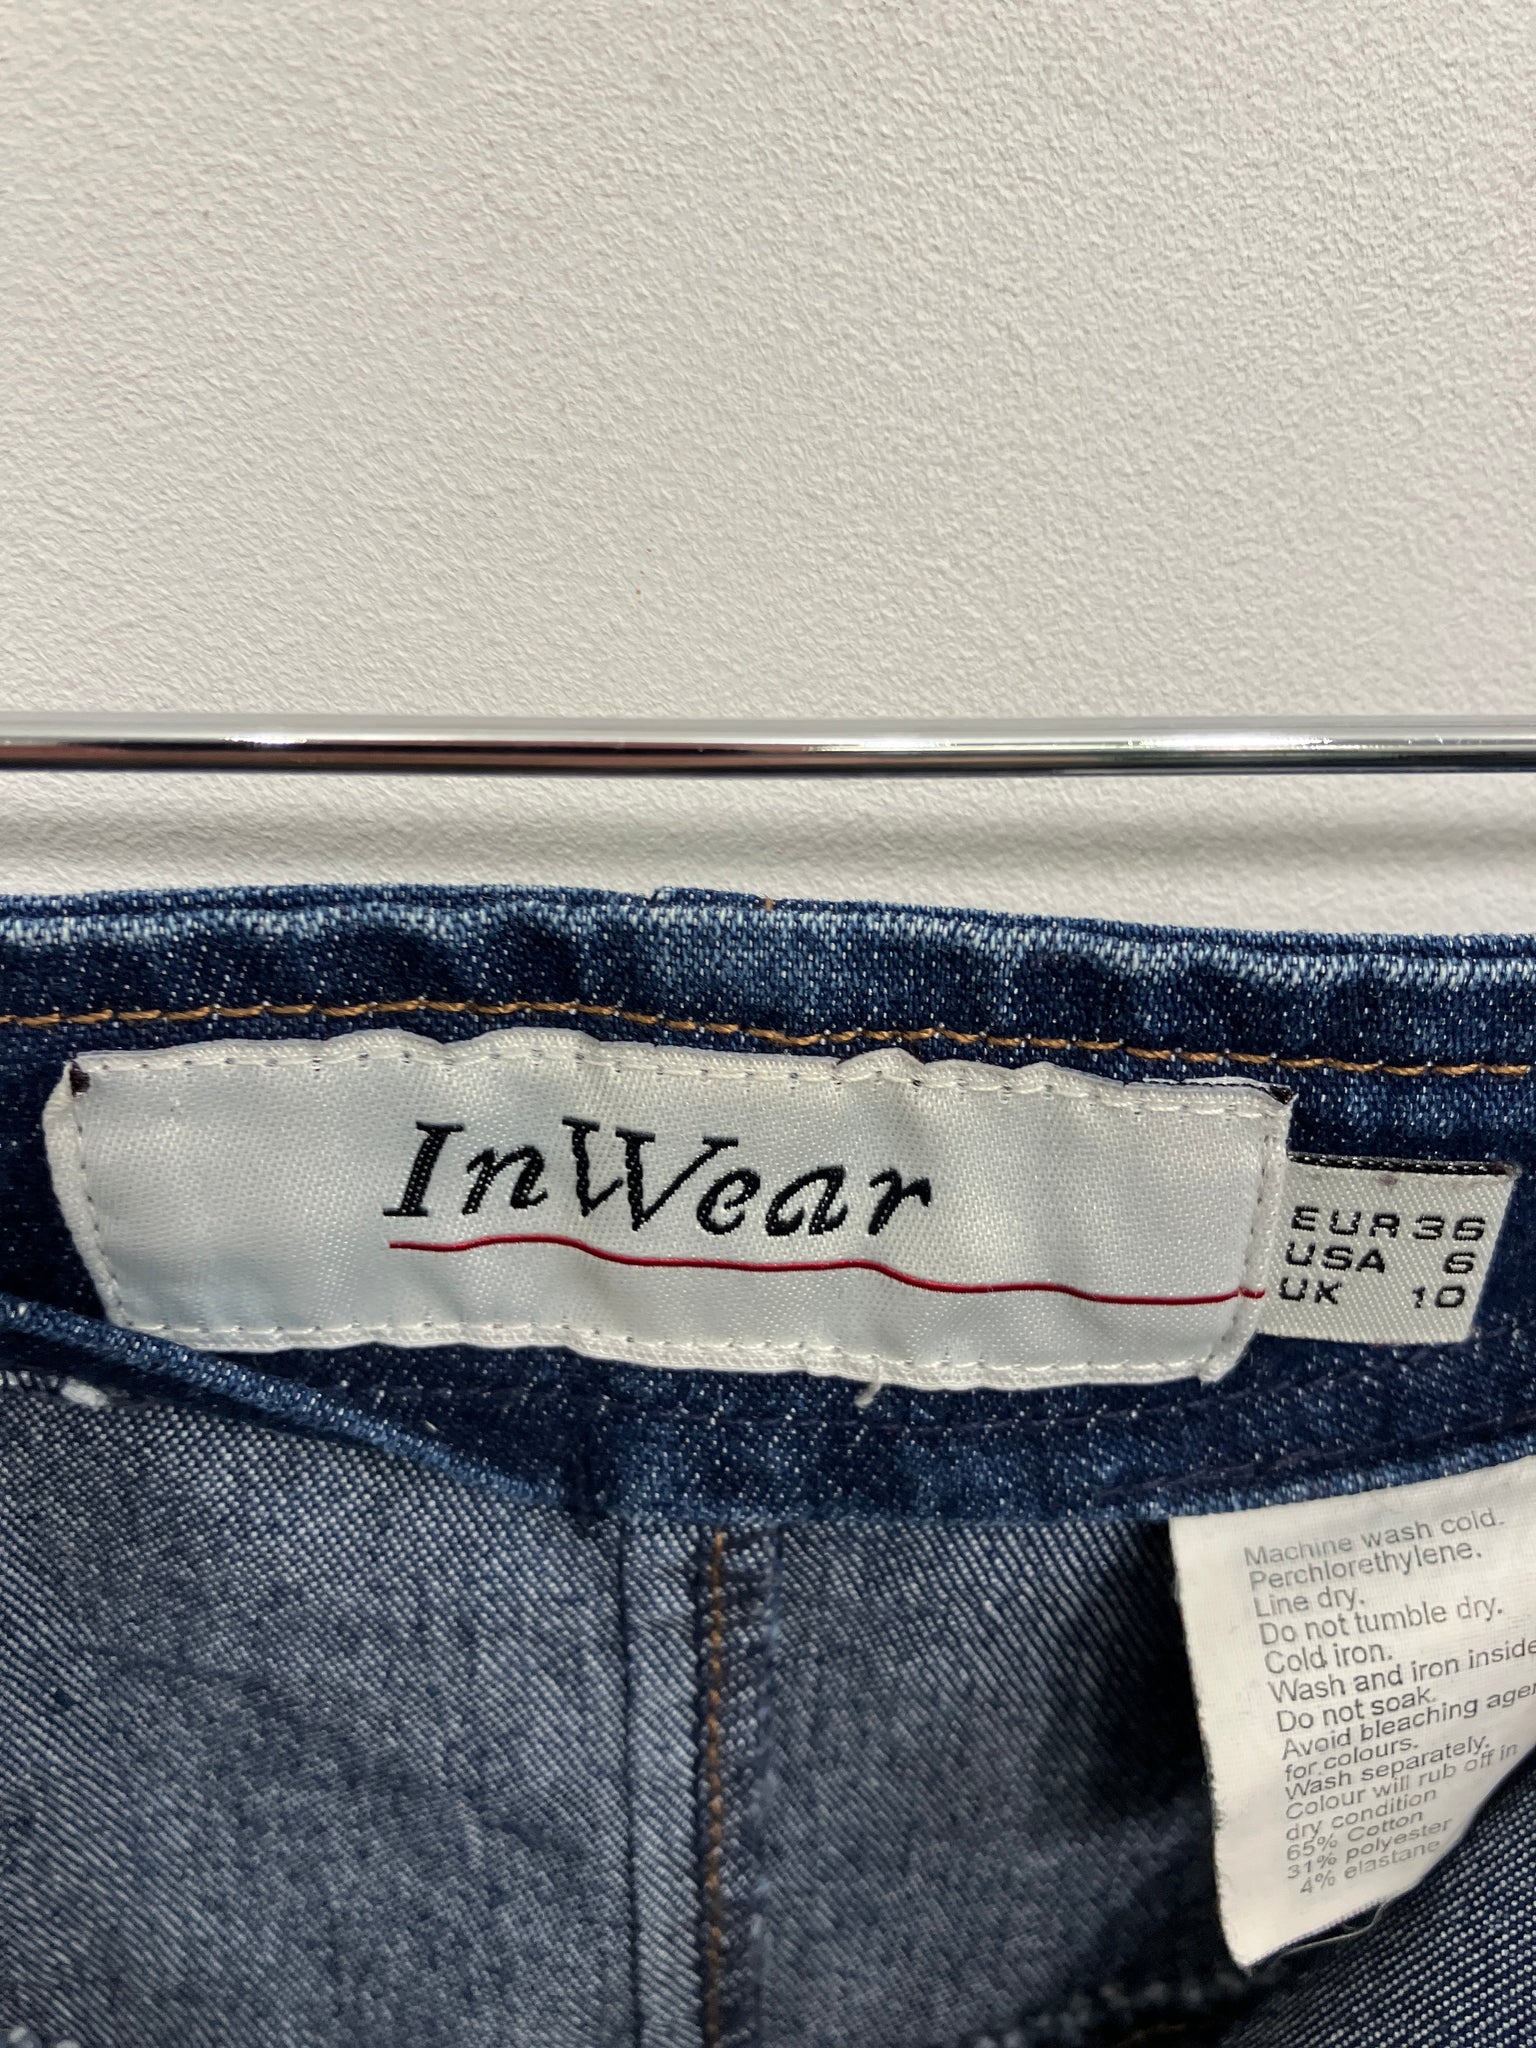 InWear
EUR 36
USA 6
UK 10
Machine wash cold.
Perchlorethylene.
Line dry.
Do not tumble dry.
Cold iron.
Wash and iron inside
Do not soak.
Avoid bleaching
for colours.
Wash separately.
Colour will rub off in
dry condition
65% Cotton
31% polyester
4% elastane